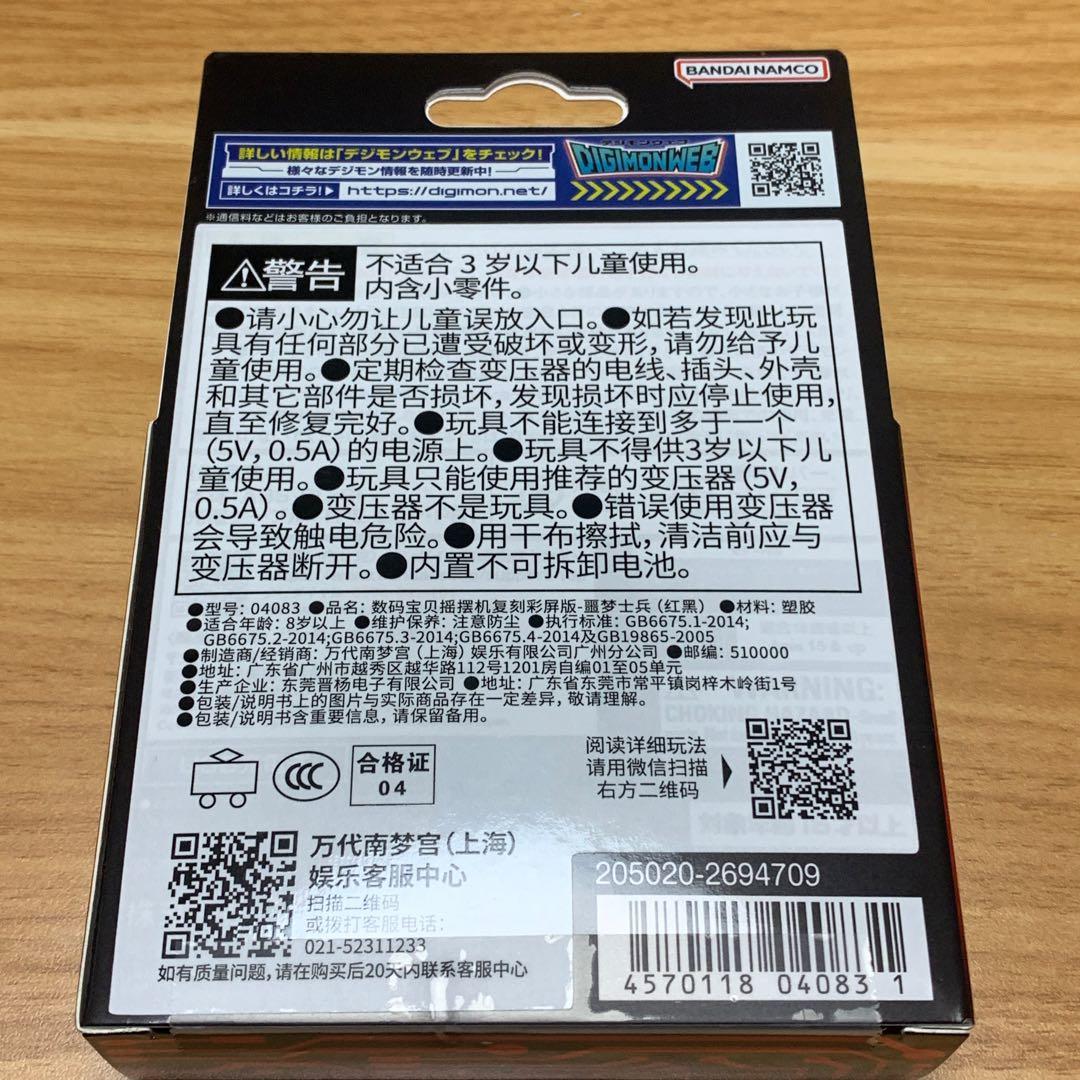 BANDAI NAMCO
詳しい情報は「デジモンウェブ」をチェック!
様々なデジモン情報を随時更新中!
詳しくはコチラ!▶ https://digimon.net/
デジモンウェブ
DIGIMONWEB
※通信料などはお客様のご負担となります。
⚠警告 不适合 3 岁以下儿童使用。
内含小零件。
●请小心勿让儿童误放入口。●如若发现此玩
具有任何部分已遭受破坏或变形,请勿给予儿
童使用。●定期检查变压器的电线、插头、外壳
和其它部件是否损坏,发现损坏时应停止使用,
直至修复完好。●玩具不能连接到多于一个
(5V, 0.5A)的电源上。●玩具不得供3岁以下儿
童使用。●玩具只能使用推荐的变压器(5V,
0.5A)。●变压器不是玩具。●错误使用变压器
会导致触电危险。●用干布擦拭,清洁前应与
变压器断开。●内置不可拆卸电池。
●型号: 04083 ●品名: 数码宝贝摇摆机复刻彩屏版-噩梦士兵(红黑) ●材料: 塑胶
●适合年龄: 8岁以上 ●维护保养: 注意防尘 ●执行标准: GB6675.1-2014;
GB6675.2-2014;GB6675.3-2014;GB6675.4-2014及GB19865-2005
●制造商/经销商: 万代南梦宫(上海)娱乐有限公司广州分公司 ●邮编: 510000
●地址: 广东省广州市越秀区越华路112号1201房自编01至05单元
●生产企业: 东莞晋杨电子有限公司 ●地址: 广东省东莞市常平镇岗梓木岭街1号
●包装/说明书上的图片与实际商品存在一定差异,敬请理解。
●包装/说明书含重要信息,请保留备用。
CCC
合格证
04
阅读详细玩法
请用微信扫描
右方二维码
万代南梦宫(上海)
娱乐客服中心
扫描二维码
或拨打客服电话:
021-52311233
如有质量问题,请在购买后20天内联系客服中心
205020-2694709
4570118 04083 1
WARNING:
CHOKING HAZARD